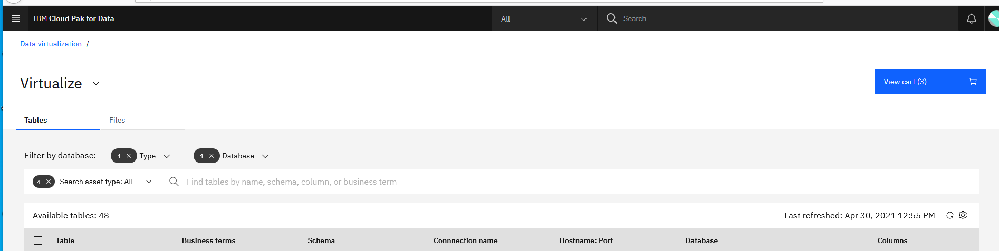 IBM Cloud Pak for Data All Search
Data virtualization /
Virtualize
View cart (3)
Tables Files
Filter by database: 1 × Type 1 × Database
4 × Search asset type: All Find tables by name, schema, column, or business term
Available tables: 48 Last refreshed: Apr 30, 2021 12:55 PM
Table Business terms Schema Connnection name Hostname: Port Database Columns